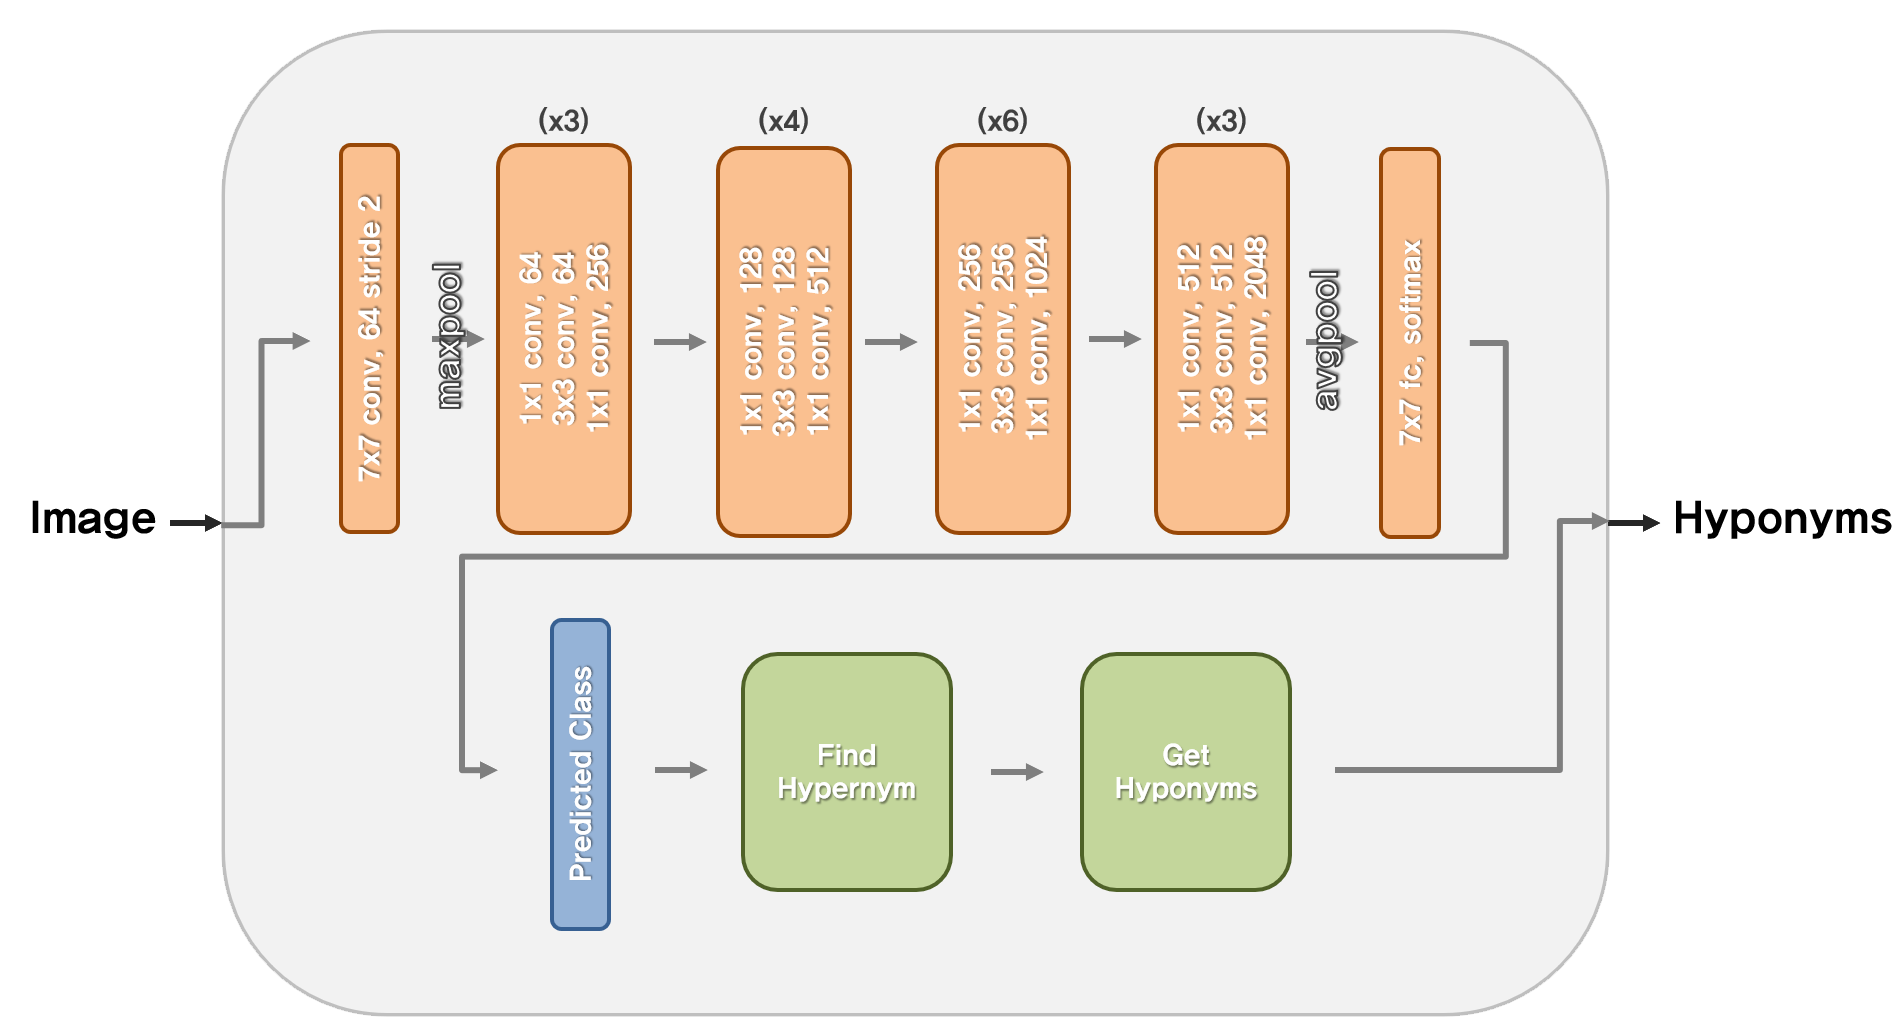 (x3)
(x4)
(x6)
(x3)
7x7 conv, 64 stride 2
maxpool
1x1 conv, 64
3x3 conv, 64
1x1 conv, 256
1x1 conv, 128
3x3 conv, 128
1x1 conv, 512
1x1 conv, 256
3x3 conv, 256
1x1 conv, 1024
1x1 conv, 512
3x3 conv, 512
1x1 conv, 2048
avgpool
7x7 fc, softmax
Image
Hyponyms
Predicted Class
Find
Hypernym
Get
Hyponyms